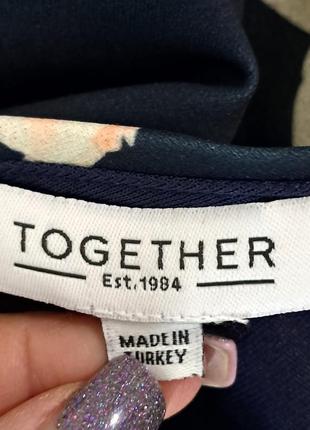 TOGETHER
Est. 1984
MADE IN
TURKEY